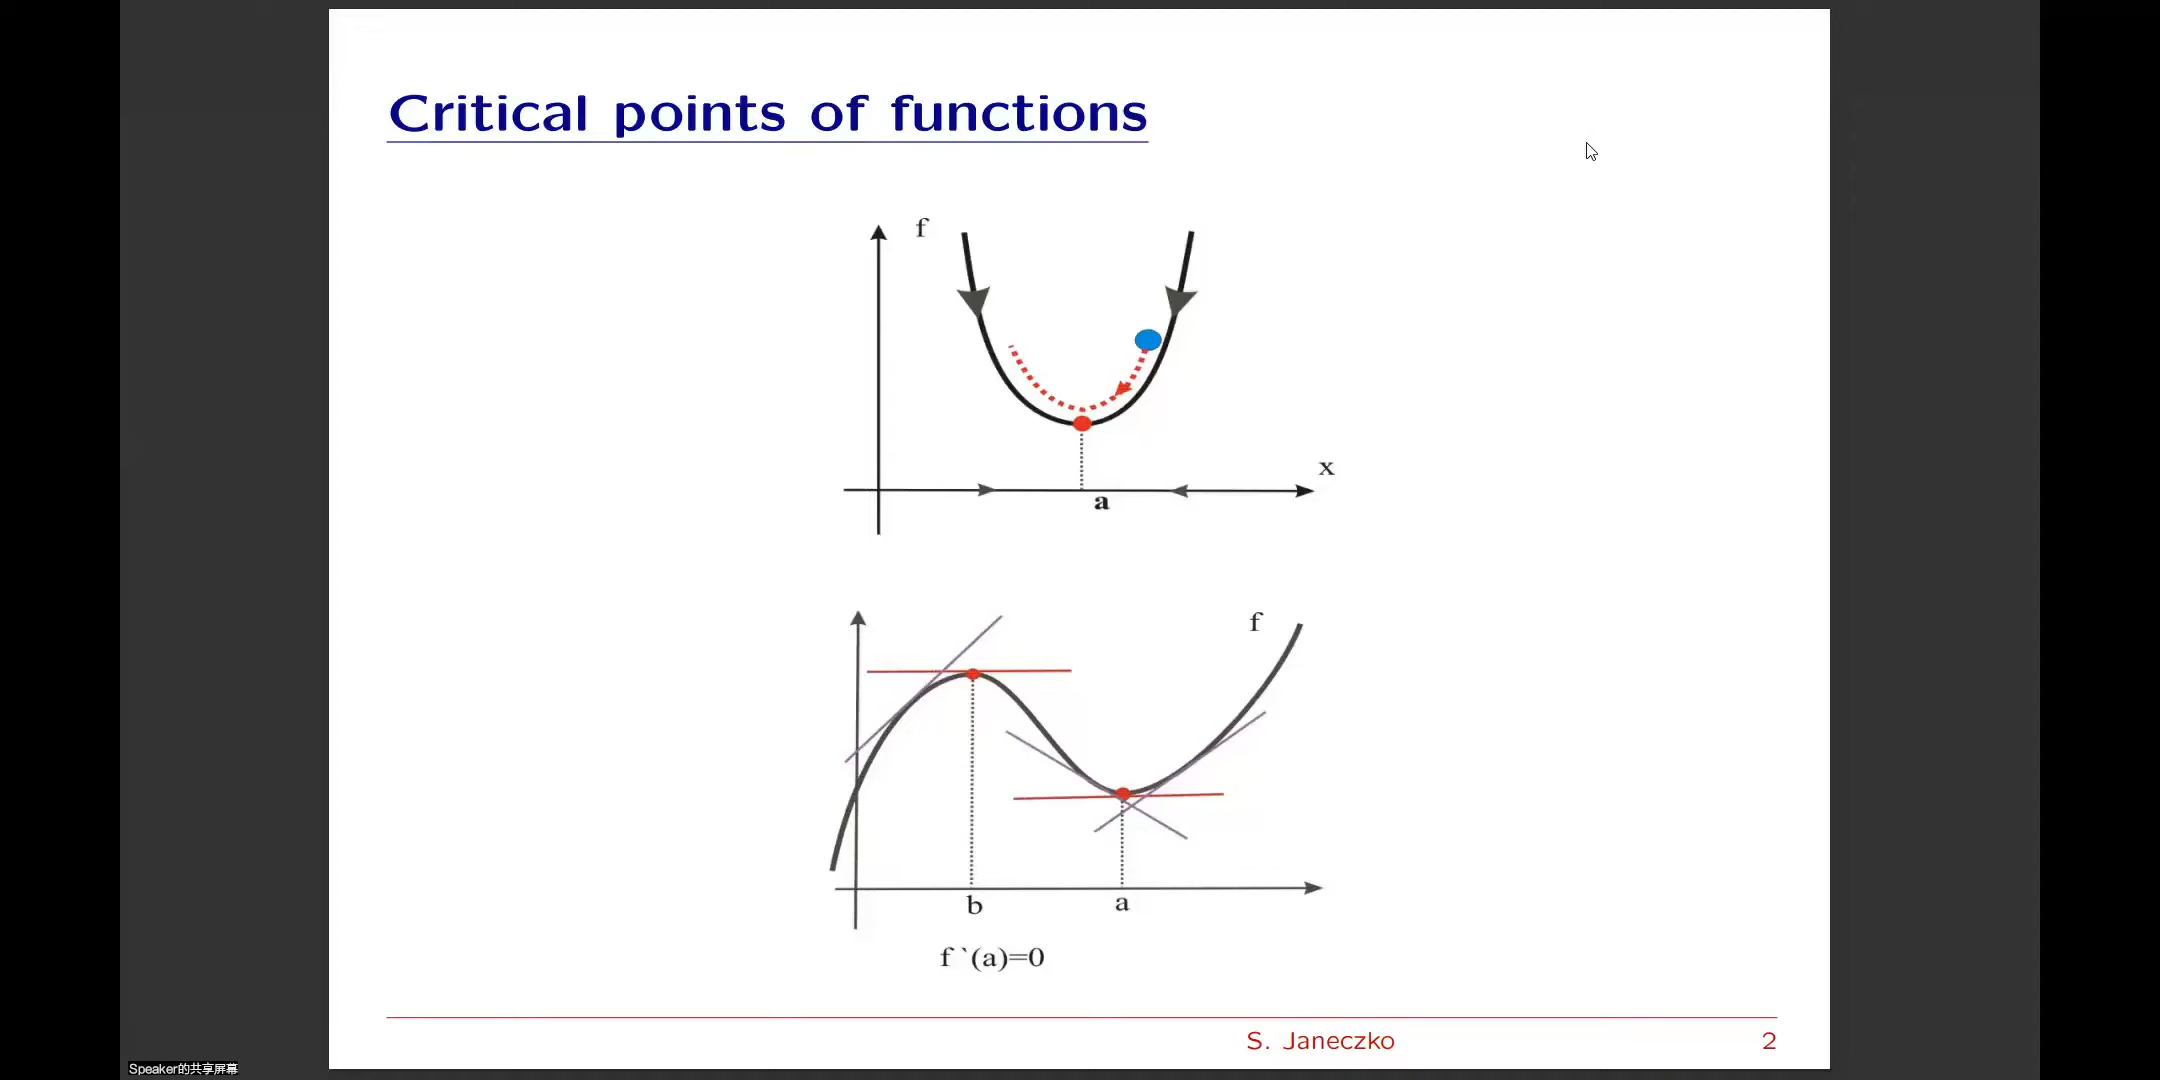 Critical points of functions
f
x
a
f
b
a
f `(a)=0
S. Janeczko
2
Speaker的共享屏幕